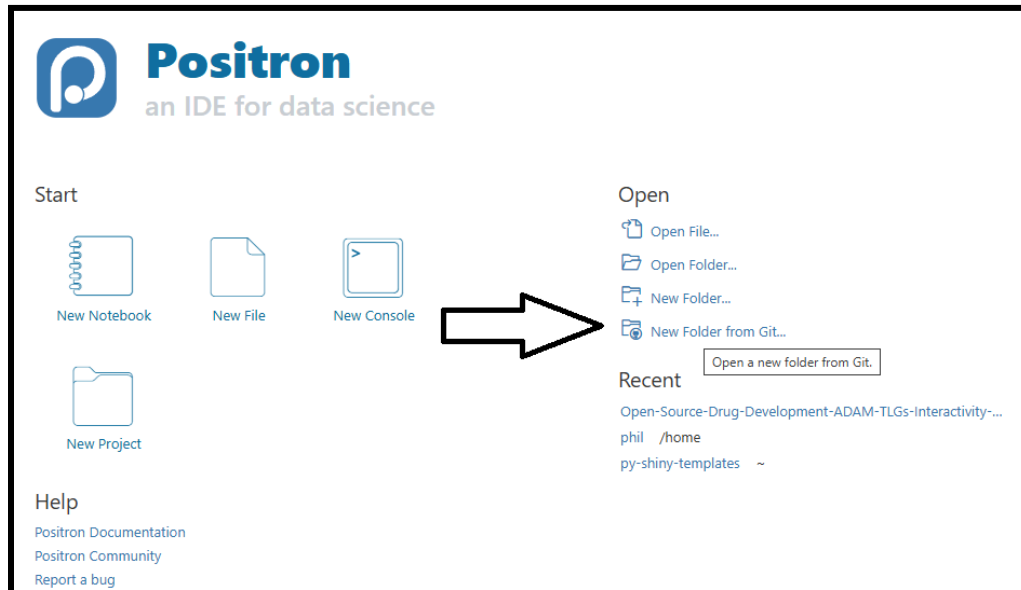 Positron
an IDE for data science
Start
New Notebook
New File
New Console
New Project
Help
Positron Documentation
Positron Community
Report a bug
Open
Open File...
Open Folder...
New Folder...
New Folder from Git...
Open a new folder from Git.
Recent
Open-Source-Drug-Development-ADAM-TLGs-Interactivity-...
phil /home
py-shiny-templates ~